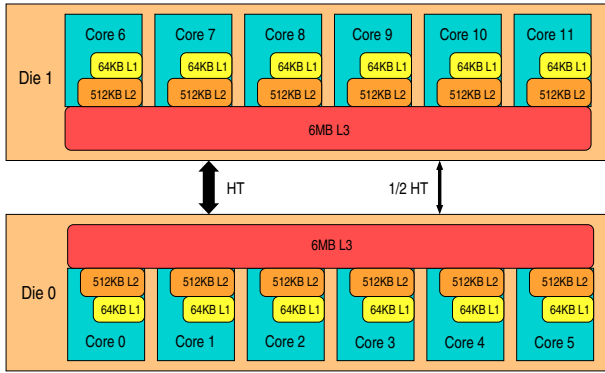 Core 6 Core 7 Core 8 Core 9 Core 10 Core 11
64KB L1 64KB L1 64KB L1 64KB L1 64KB L1 64KB L1
Die 1
512KB L2 512KB L2 512KB L2 512KB L2 512KB L2 512KB L2
6MB L3
HT 1/2 HT
6MB L3
512KB L2 512KB L2 512KB L2 512KB L2 512KB L2 512KB L2
Die 0
64KB L1 64KB L1 64KB L1 64KB L1 64KB L1 64KB L1
Core 0 Core 1 Core 2 Core 3 Core 4 Core 5